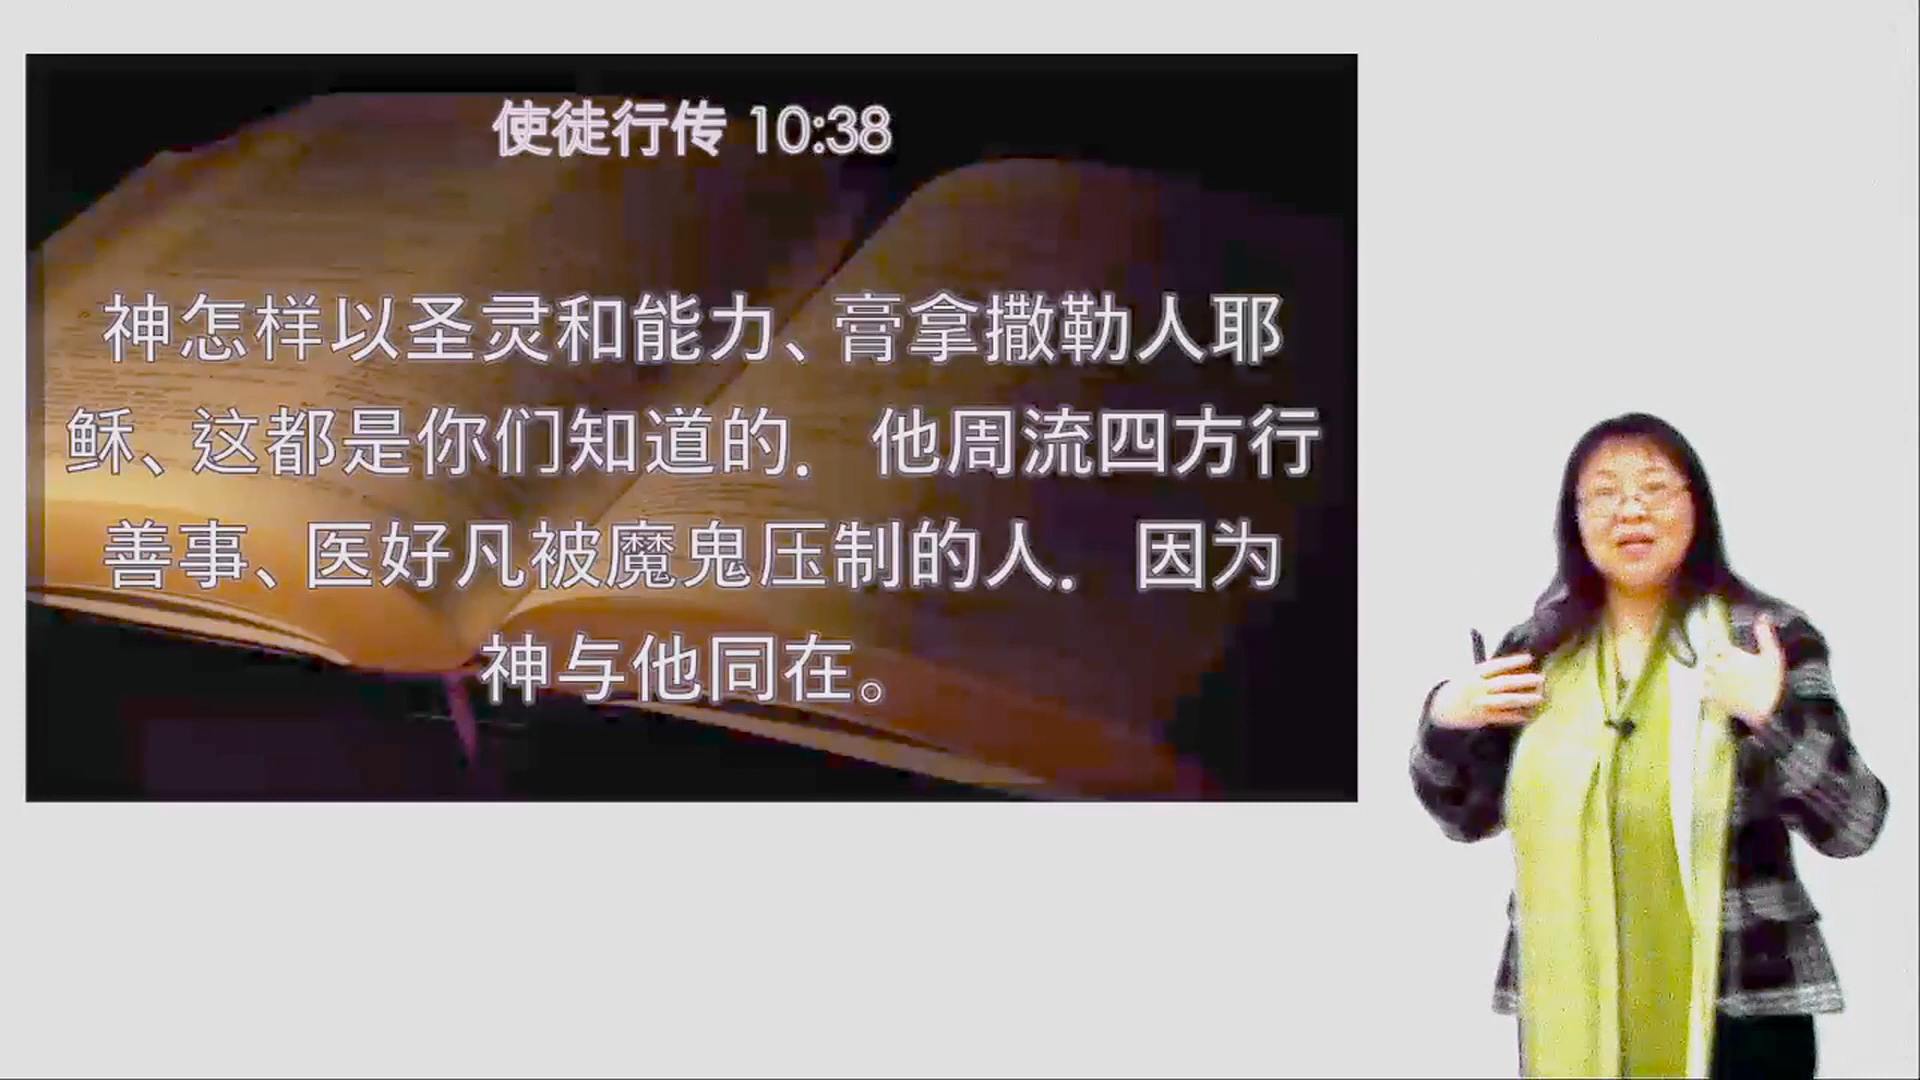 使徒行传 10:38
神怎样以圣灵和能力、膏拿撒勒人耶
稣、这都是你们知道的． 他周流四方行
善事、医好凡被魔鬼压制的人． 因为
神与他同在。